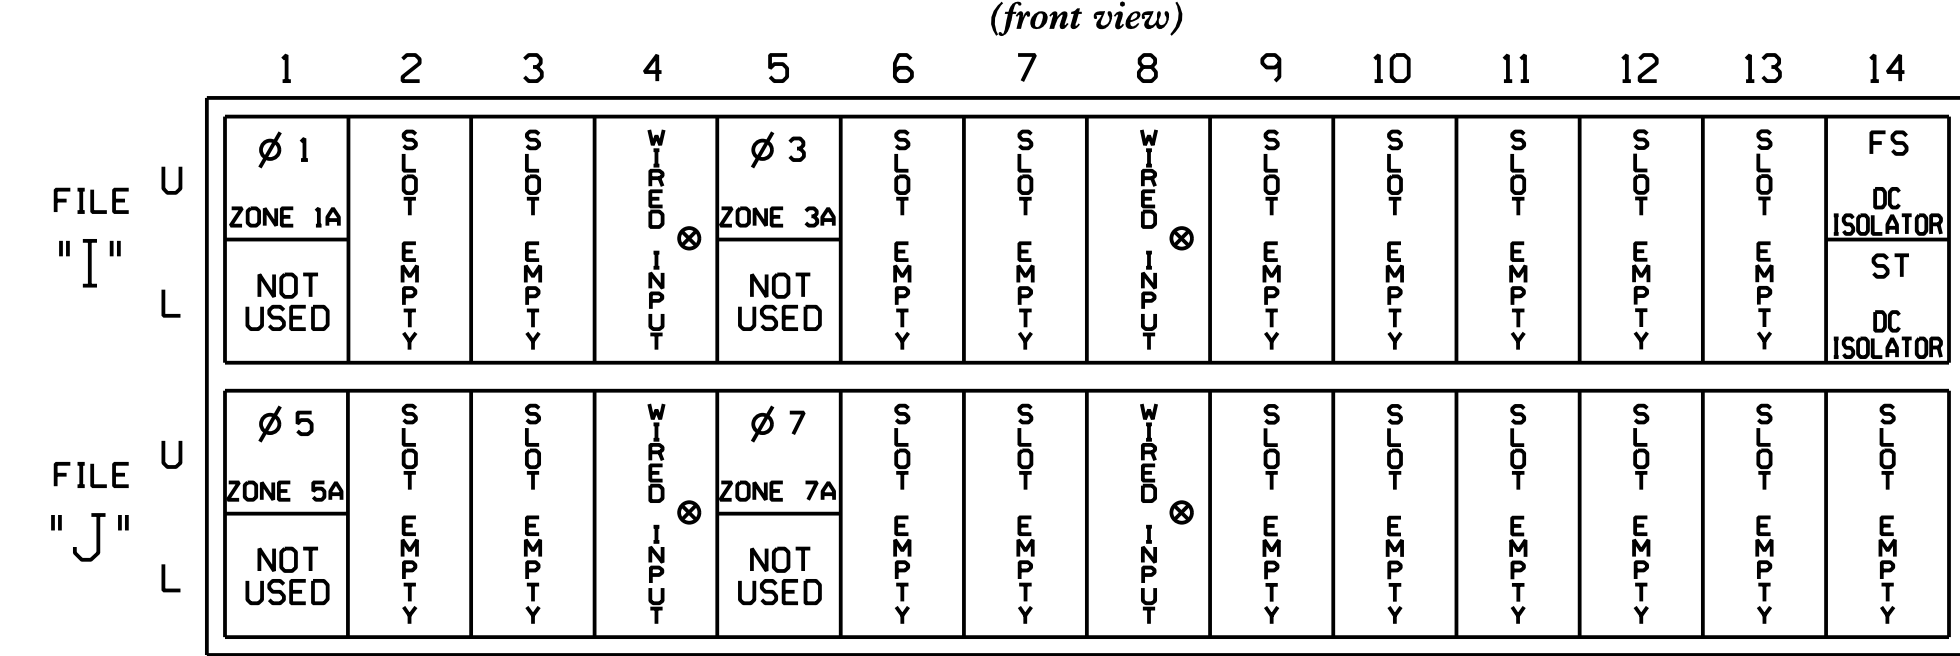 (front view)
1 2 3 4 5 6 7 8 9 10 11 12 13 14
FILE "I"
U
L
Ø 1
ZONE 1A
NOT USED
SLOT EMPTY
SLOT EMPTY
WIRED INPUT
Ø 3
ZONE 3A
NOT USED
SLOT EMPTY
SLOT EMPTY
WIRED INPUT
SLOT EMPTY
SLOT EMPTY
SLOT EMPTY
SLOT EMPTY
SLOT EMPTY
FS
DC
ISOLATOR
ST
DC
ISOLATOR
FILE "J"
U
L
Ø 5
ZONE 5A
NOT USED
SLOT EMPTY
SLOT EMPTY
WIRED INPUT
Ø 7
ZONE 7A
NOT USED
SLOT EMPTY
SLOT EMPTY
WIRED INPUT
SLOT EMPTY
SLOT EMPTY
SLOT EMPTY
SLOT EMPTY
SLOT EMPTY
SLOT EMPTY